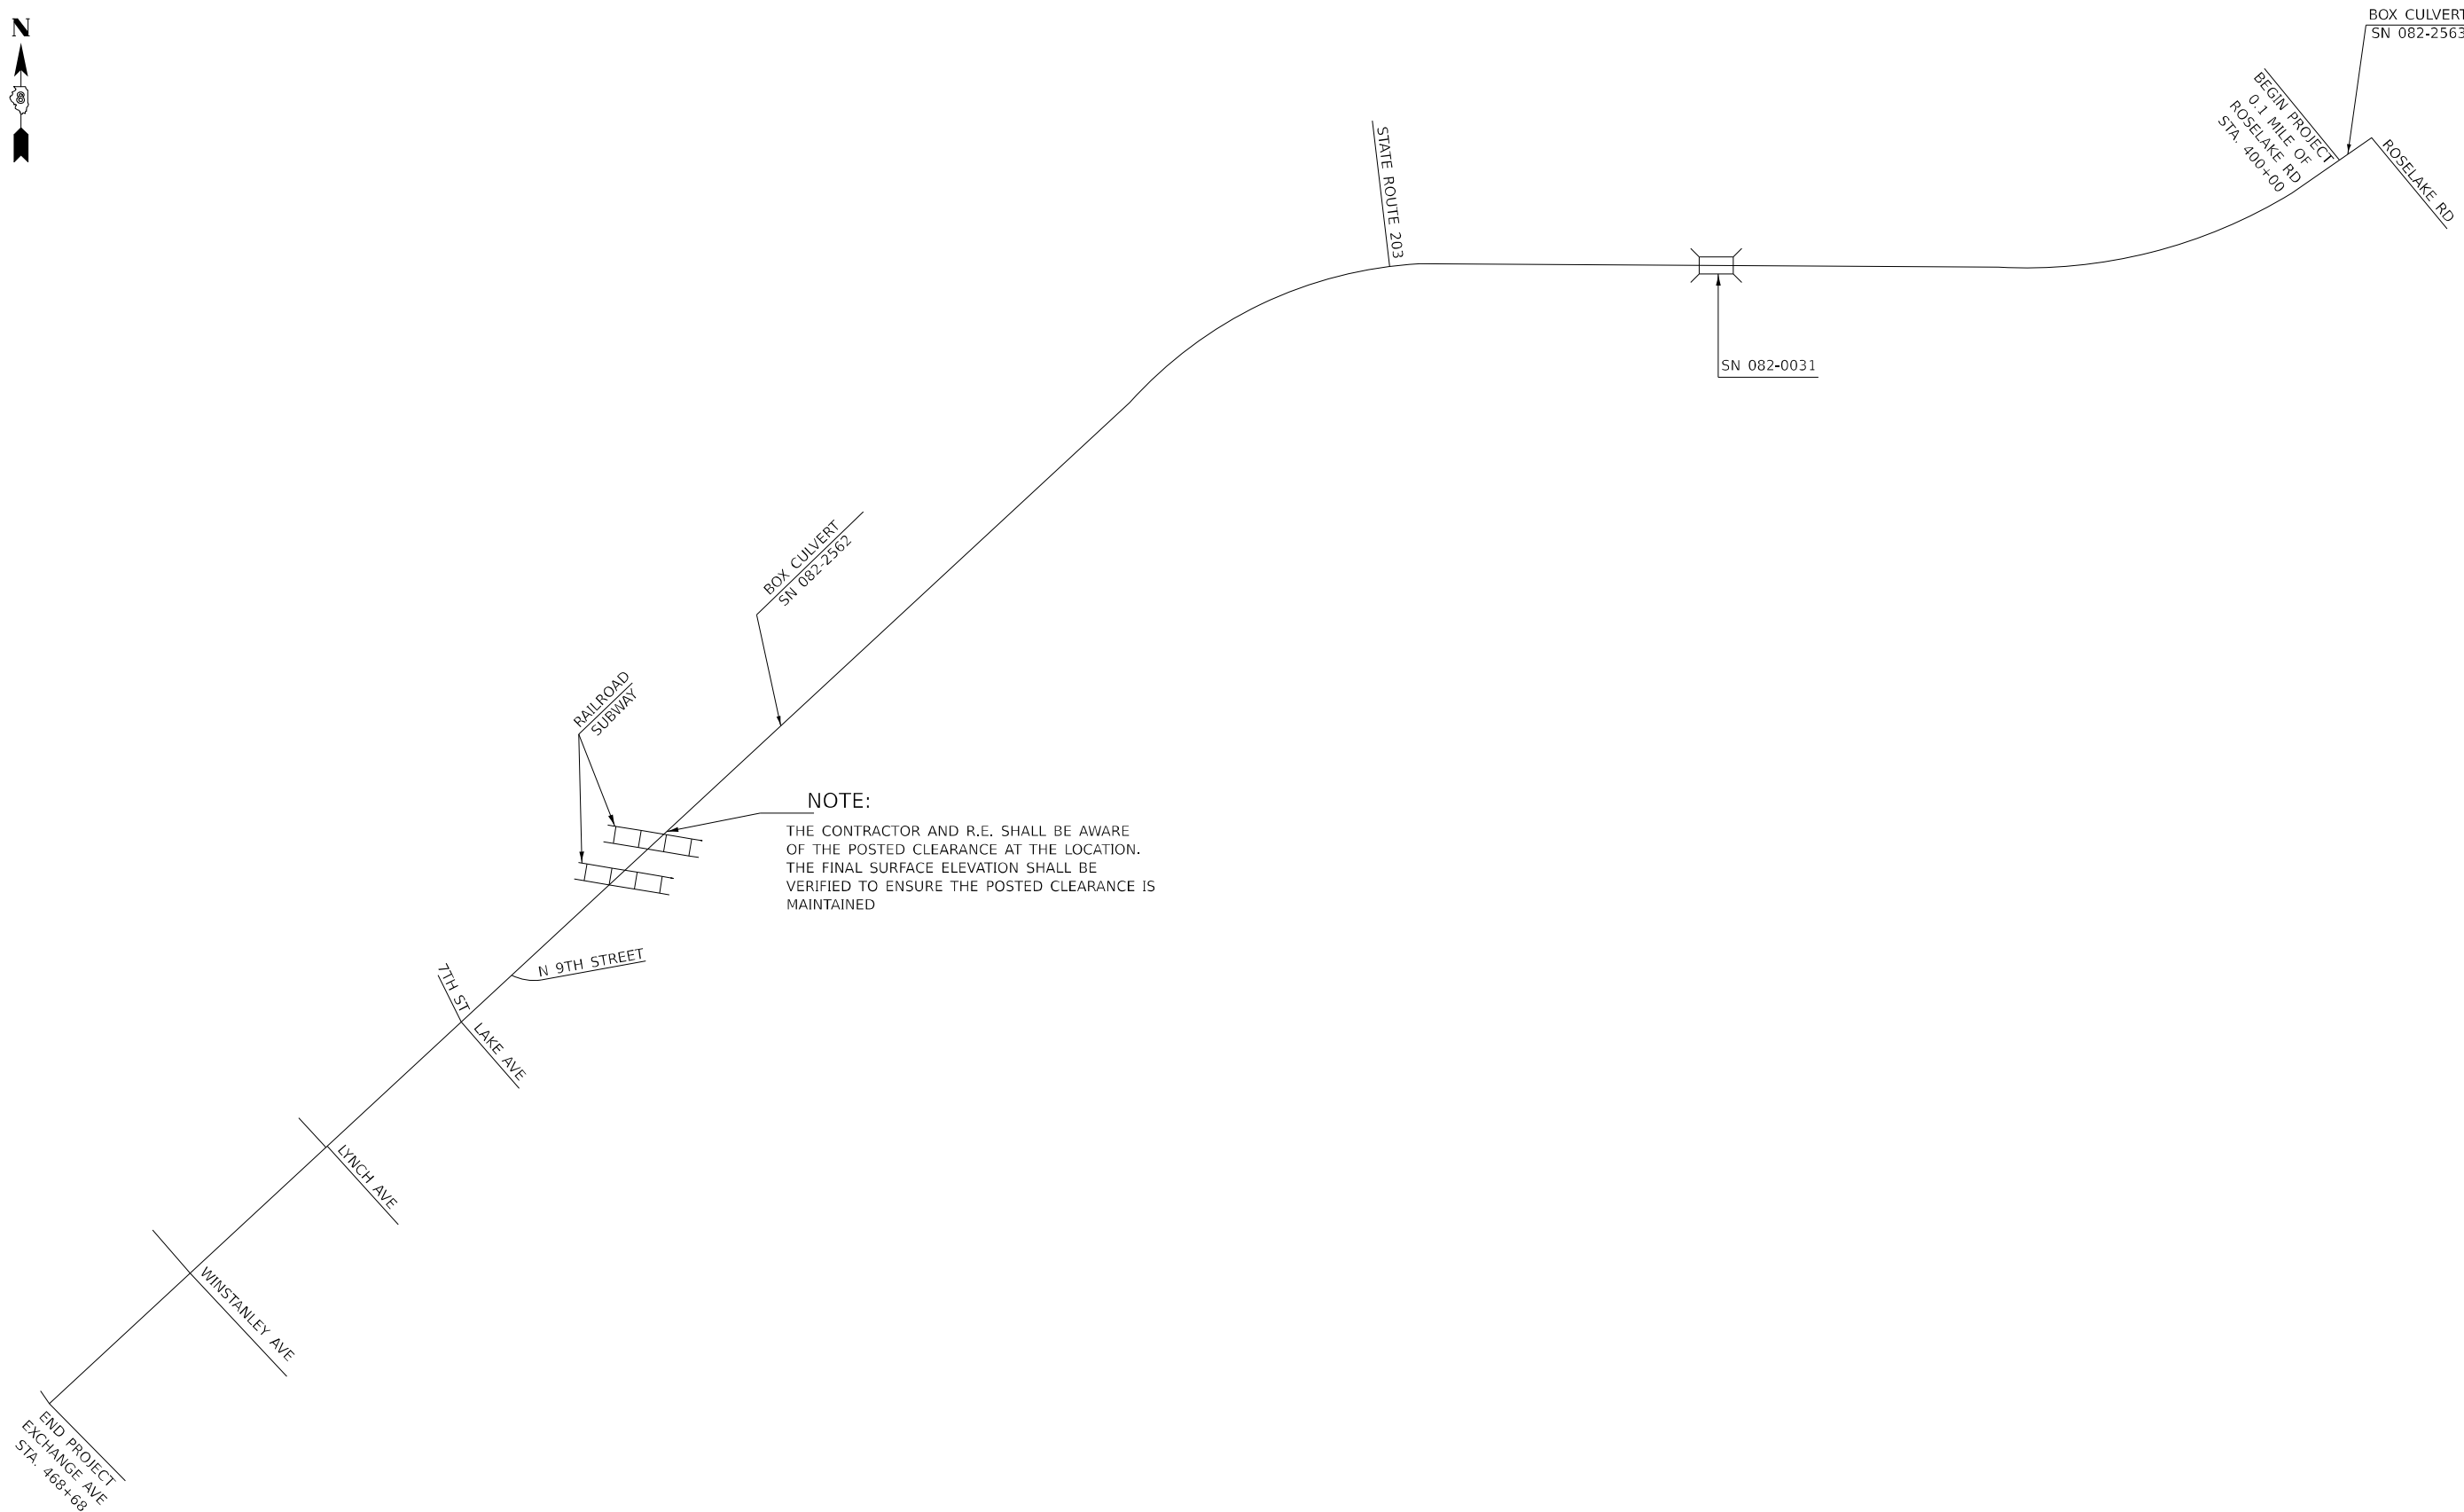 N
8
BOX CULVERT
SN 082-2563
BEGIN PROJECT
0.1 MILE OF
ROSELAKE RD
STA. 400+00
ROSELAKE RD
STATE ROUTE 203
SN 082-0031
BOX CULVERT
SN 082-2562
RAILROAD
SUBWAY
NOTE:
THE CONTRACTOR AND R.E. SHALL BE AWARE
OF THE POSTED CLEARANCE AT THE LOCATION.
THE FINAL SURFACE ELEVATION SHALL BE
VERIFIED TO ENSURE THE POSTED CLEARANCE IS
MAINTAINED
N 9TH STREET
7TH ST
LAKE AVE
LYNCH AVE
WINSTANLEY AVE
END PROJECT
EXCHANGE AVE
STA. 468+68